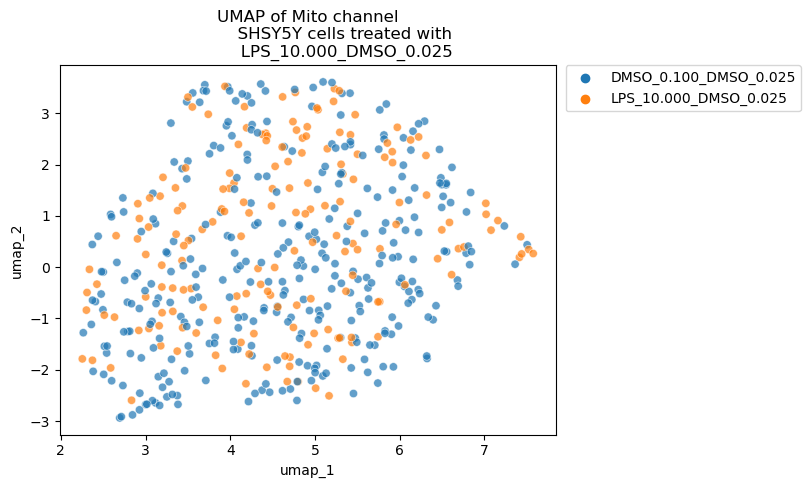 UMAP of Mito channel
SHSY5Y cells treated with
LPS_10.000_DMSO_0.025
DMSO_0.100_DMSO_0.025
LPS_10.000_DMSO_0.025
umap_2
3
2
1
0
−1
−2
−3
2 3 4 5 6 7
umap_1